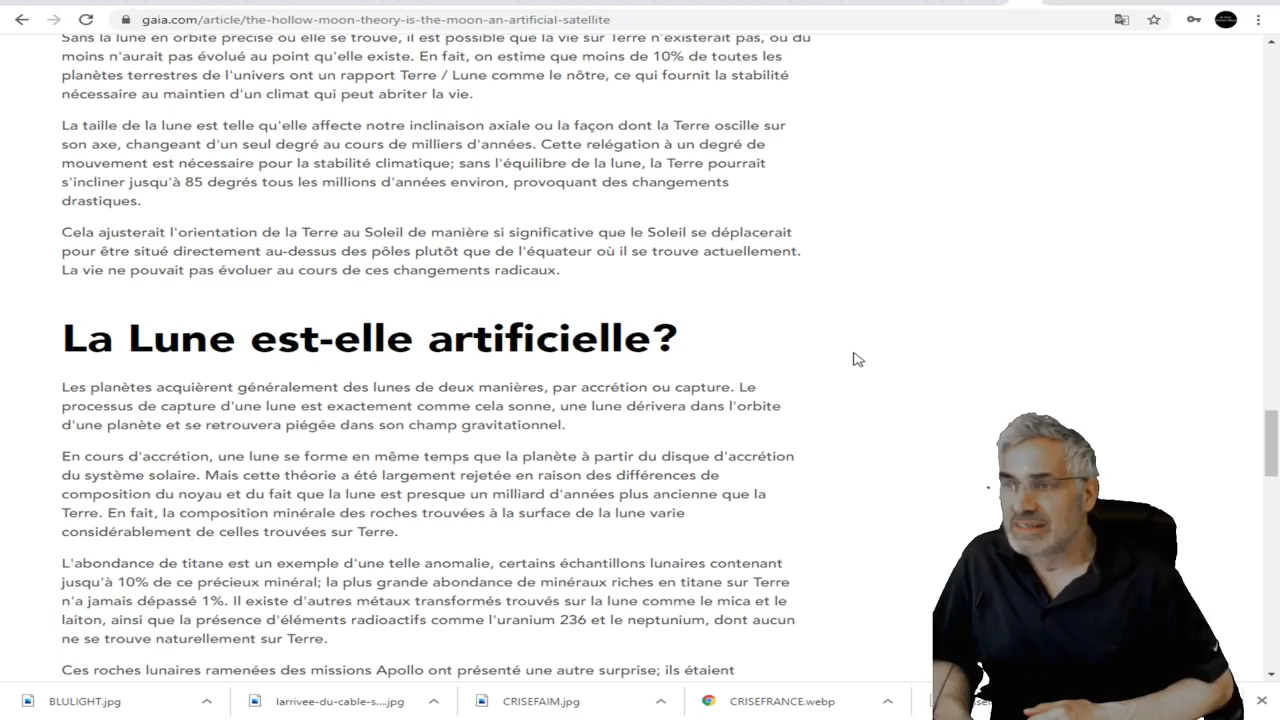 gaia.com/article/the-hollow-moon-theory-is-the-moon-an-artificial-satellite
Sans la lune en orbite précise où elle se trouve, il est possible que la vie sur Terre n'existerait pas, ou du
moins n'aurait pas évolué au point qu'elle existe. En fait, on estime que moins de 10% de toutes les
planètes terrestres de l'univers ont un rapport Terre / Lune comme le nôtre, ce qui fournit la stabilité
nécessaire au maintien d'un climat qui peut abriter la vie.
La taille de la lune est telle qu'elle affecte notre inclinaison axiale ou la façon dont la Terre oscille sur
son axe, changeant d'un seul degré au cours de milliers d'années. Cette relégation à un degré de
mouvement est nécessaire pour la stabilité climatique; sans l'équilibre de la lune, la Terre pourrait
s'incliner jusqu'à 85 degrés tous les millions d'années environ, provoquant des changements
drastiques.
Cela ajusterait l'orientation de la Terre au Soleil de manière si significative que le Soleil se déplacerait
pour être situé directement au-dessus des pôles plutôt que de l'équateur où il se trouve actuellement.
La vie ne pouvait pas évoluer au cours de ces changements radicaux.
La Lune est-elle artificielle?
Les planètes acquièrent généralement des lunes de deux manières, par accrétion ou capture. Le
processus de capture d'une lune est exactement comme cela sonne, une lune dérivera dans l'orbite
d'une planète et se retrouvera piégée dans son champ gravitationnel.
En cours d'accrétion, une lune se forme en même temps que la planète à partir du disque d'accrétion
du système solaire. Mais cette théorie a été largement rejetée en raison des différences de
composition du noyau et du fait que la lune est presque un milliard d'années plus ancienne que la
Terre. En fait, la composition minérale des roches trouvées à la surface de la lune varie
considérablement de celles trouvées sur Terre.
L'abondance de titane est un exemple d'une telle anomalie, certains échantillons lunaires contenant
jusqu'à 10% de ce précieux minéral; la plus grande abondance de minéraux riches en titane sur Terre
n'a jamais dépassé 1%. Il existe d'autres métaux transformés trouvés sur la lune comme le mica et le
laiton, ainsi que la présence d'éléments radioactifs comme l'uranium 236 et le neptunium, dont aucun
ne se trouve naturellement sur Terre.
Ces roches lunaires ramenées des missions Apollo ont présenté une autre surprise; ils étaient
BLULIGHT.jpg
larrivee-du-cable-s....jpg
CRISEFAIM.jpg
CRISEFRANCE.webp